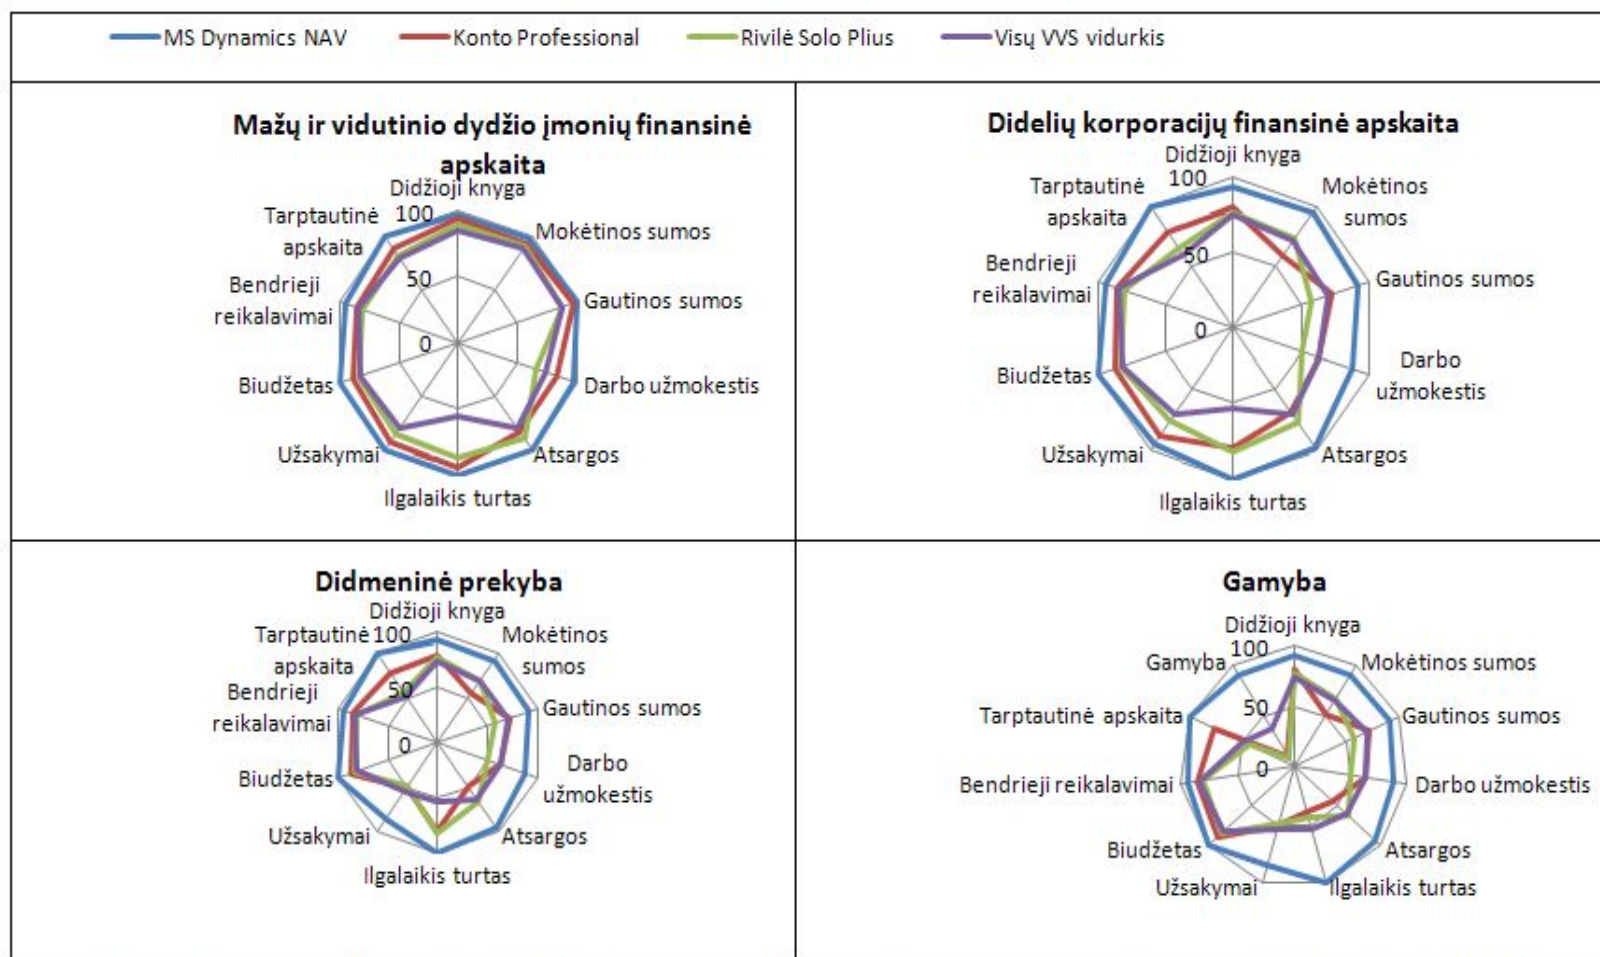 MS Dynamics NAV Konto Professional Rivilė Solo Plius Visų VVS vidurkis
Mažų ir vidutinio dydžio įmonių finansinė
apskaita
Didžioji knyga
100
50
0
Mokėtinos sumos
Gautinos sumos
Darbo užmokestis
Atsargos
Ilgalaikis turtas
Užsakymai
Biudžetas
Bendrieji
reikalavimai
Tarptautinė
apskaita
Didelių korporacijų finansinė apskaita
Didžioji knyga
100
50
0
Mokėtinos
sumos
Gautinos sumos
Darbo
užmokestis
Atsargos
Ilgalaikis turtas
Užsakymai
Biudžetas
Bendrieji
reikalavimai
Tarptautinė
apskaita
Didmeninė prekyba
Didžioji knyga
100
50
0
Mokėtinos
sumos
Gautinos sumos
Darbo
užmokestis
Atsargos
Ilgalaikis turtas
Užsakymai
Biudžetas
Bendrieji
reikalavimai
Tarptautinė
apskaita
Gamyba
Didžioji knyga
100
50
0
Mokėtinos sumos
Gautinos sumos
Darbo užmokestis
Atsargos
Ilgalaikis turtas
Užsakymai
Biudžetas
Bendrieji reikalavimai
Tarptautinė apskaita
Gamyba